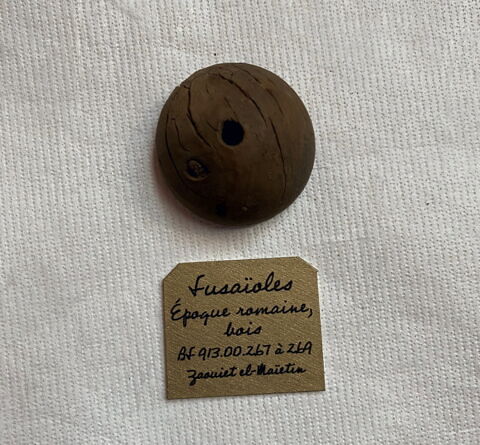 Fusaïoles
Époque romaine,
bois
AF 913.00.267 à 269
Zaouiet el-Maïetin